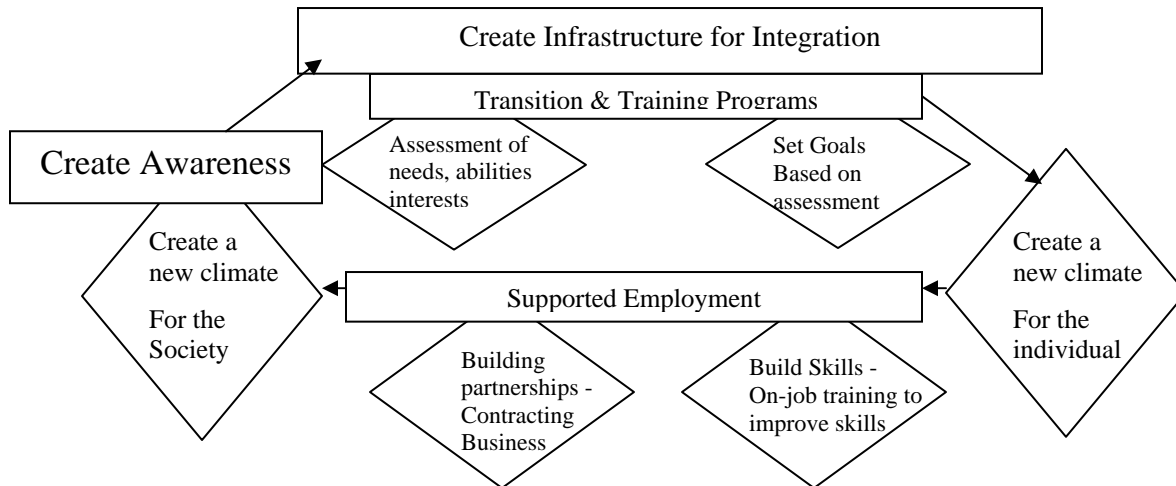 Create Infrastructure for Integration
Transition & Training Programs
Create Awareness
Assessment of
needs, abilities
interests
Set Goals
Based on
assessment
Create a
new climate
For the
Society
Create a
new climate
For the
individual
Supported Employment
Building
partnerships -
Contracting
Business
Build Skills -
On-job training to
improve skills